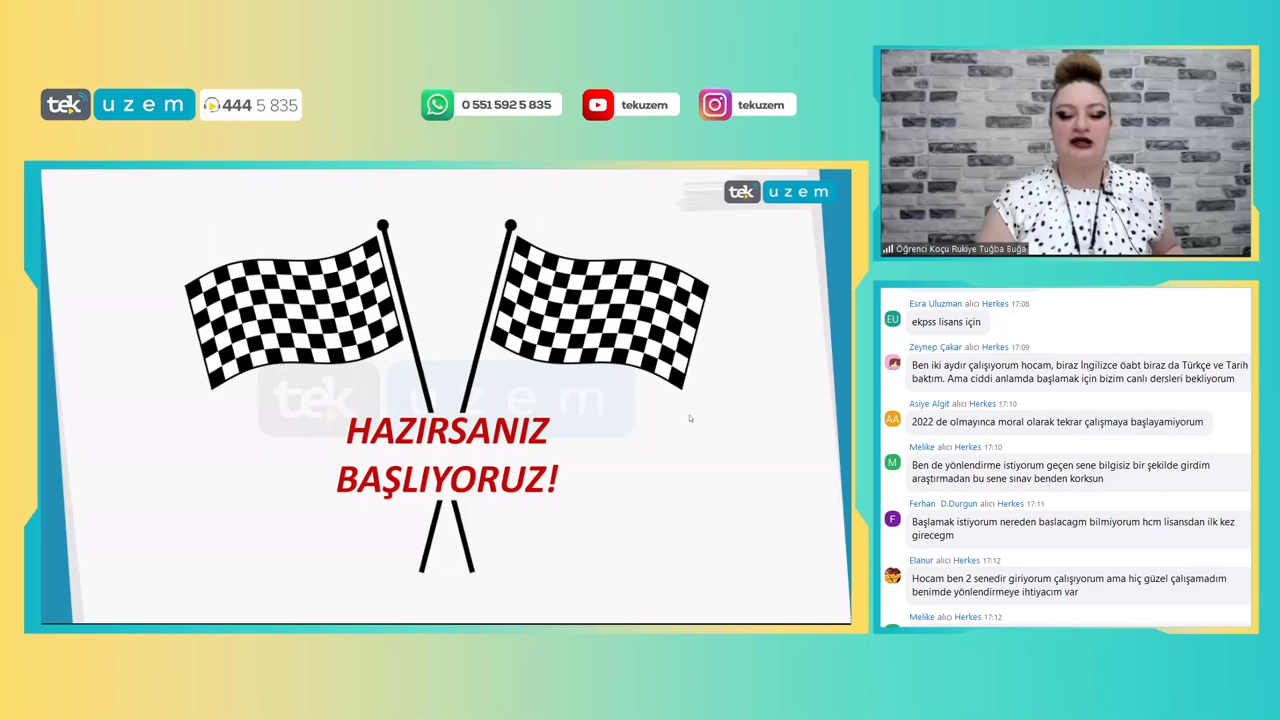 tek uzem 444 5 835
0 551 592 5 835
tekuzem
tekuzem
tek uzem
tek uzem
HAZIRSANIZ
BAŞLIYORUZ!
Öğrenci Koçu Rukiye Tuğba Buğa
Esra Uluzman alıcı Herkes 17:08
EU
ekpss lisans için
Zeynep Çakar alıcı Herkes 17:09
Ben iki aydır çalışıyorum hocam, biraz İngilizce öabt biraz da Türkçe ve Tarih
baktım. Ama ciddi anlamda başlamak için bizim canlı dersleri bekliyorum
Asiye Algit alıcı Herkes 17:10
AA
2022 de olmayınca moral olarak tekrar çalışmaya başlayamiyorum
Melike alıcı Herkes 17:10
M
Ben de yönlendirme istiyorum geçen sene bilgisiz bir şekilde girdim
araştırmadan bu sene sınav benden korksun
Ferhan D.Durgun alıcı Herkes 17:11
F
Başlamak istiyorum nereden baslacagm bilmiyorum hcm lisansdan ilk kez
girecegm
Elanur alıcı Herkes 17:12
Hocam ben 2 senedir giriyorum çalışıyorum ama hiç güzel çalışamadım
benimde yönlendirmeye ihtiyacım var
Melike alıcı Herkes 17:12